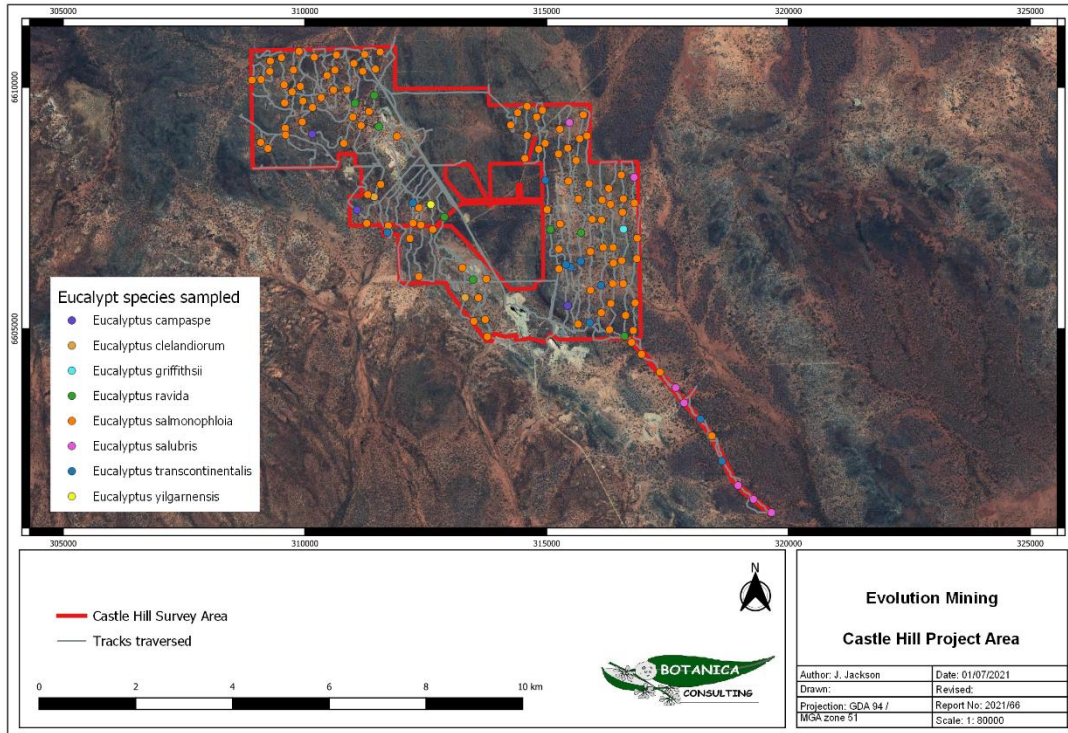 305000 310000 315000 320000 325000
6610000 6610000
6605000 6605000
Eucalypt species sampled
Eucalyptus campaspe
Eucalyptus clelandiorum
Eucalyptus griffithsii
Eucalyptus ravida
Eucalyptus salmonophloia
Eucalyptus salubris
Eucalyptus transcontinentalis
Eucalyptus yilgarnensis
305000 310000 315000 320000 325000
Castle Hill Survey Area
Tracks traversed
0 2 4 6 8 10 km
N
BOTANICA
CONSULTING
Evolution Mining
Castle Hill Project Area
Author: J. Jackson Date: 01/07/2021
Drawn: Revised:
Projection: GDA 94 / Report No: 2021/66
MGA zone 51 Scale: 1: 80000